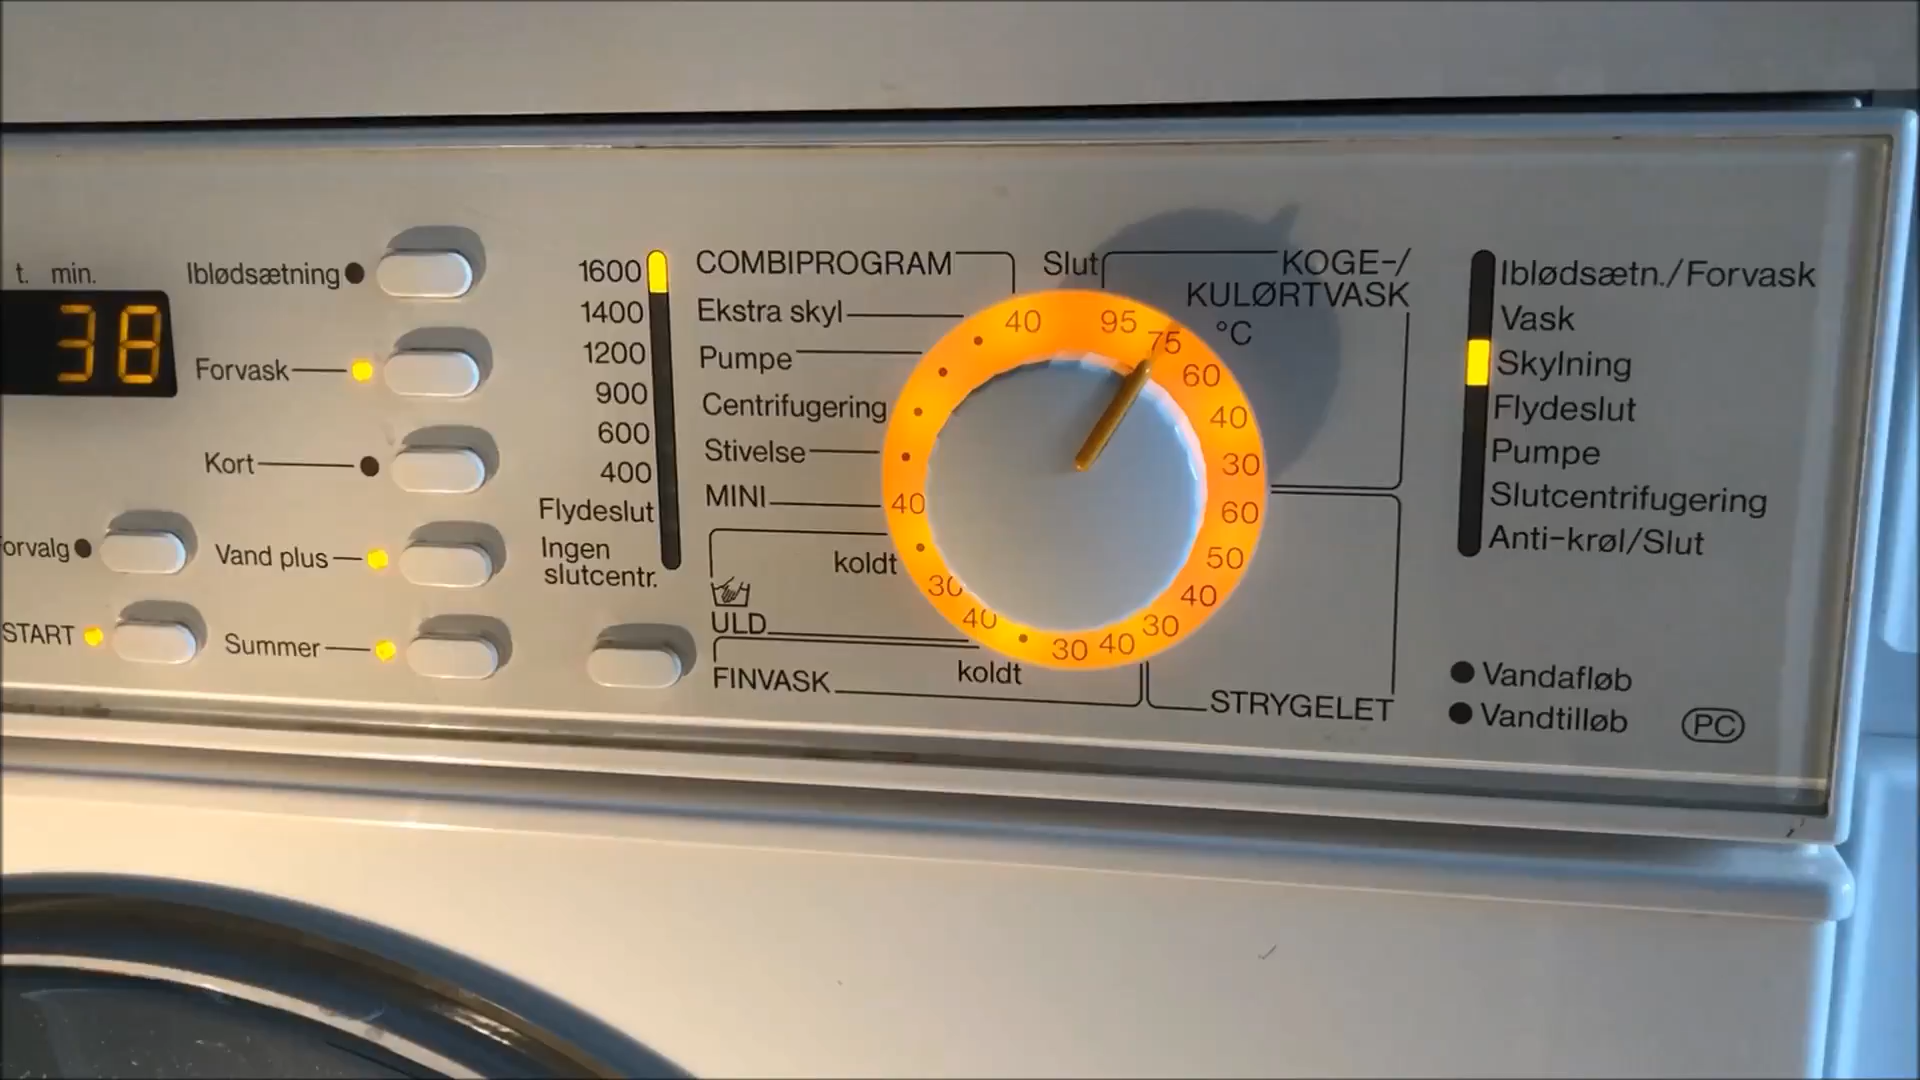 t. min.
38
Iblødsætning
Forvask
Kort
orvalg
Vand plus
START
Summer
1600
1400
1200
900
600
400
Flydeslut
Ingen
slutcentr.
COMBIPROGRAM
Ekstra skyl
Pumpe
Centrifugering
Stivelse
MINI
koldt
ULD
FINVASK
koldt
Slut
KOGE-/
KULØRTVASK
°C
40
95
75
60
40
30
60
50
40
30
40
30
40
30
40
STRYGELET
Iblødsætn./Forvask
Vask
Skylning
Flydeslut
Pumpe
Slutcentrifugering
Anti-krøl/Slut
Vandafløb
Vandtilløb
PC